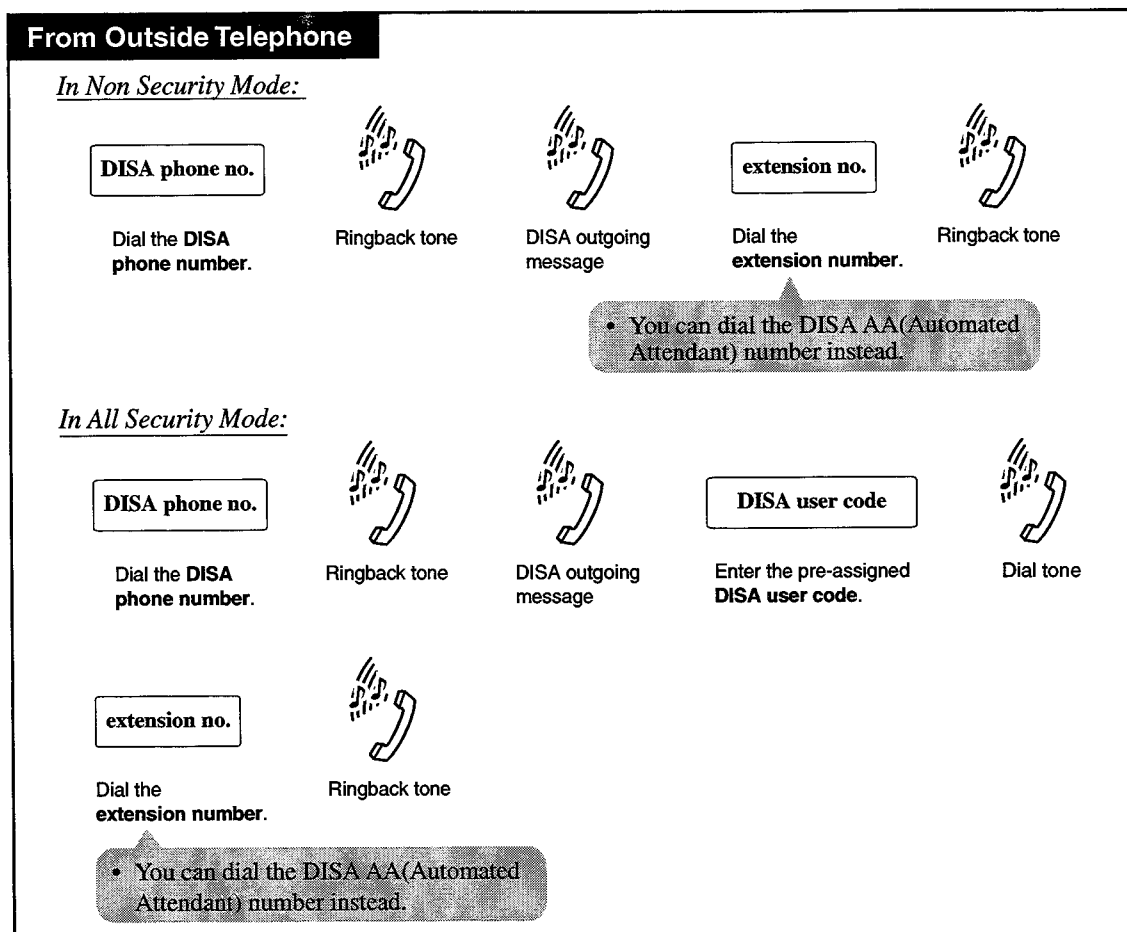 From Outside Telephone
In Non Security Mode:
DISA phone no.
Dial the DISA
phone number.
Ringback tone
DISA outgoing
message
extension no.
Dial the
extension number.
Ringback tone
• You can dial the DISA AA(Automated
Attendant) number instead.
In All Security Mode:
DISA phone no.
Dial the DISA
phone number.
Ringback tone
DISA outgoing
message
DISA user code
Enter the pre-assigned
DISA user code.
Dial tone
extension no.
Dial the
extension number.
Ringback tone
• You can dial the DISA AA(Automated
Attendant) number instead.